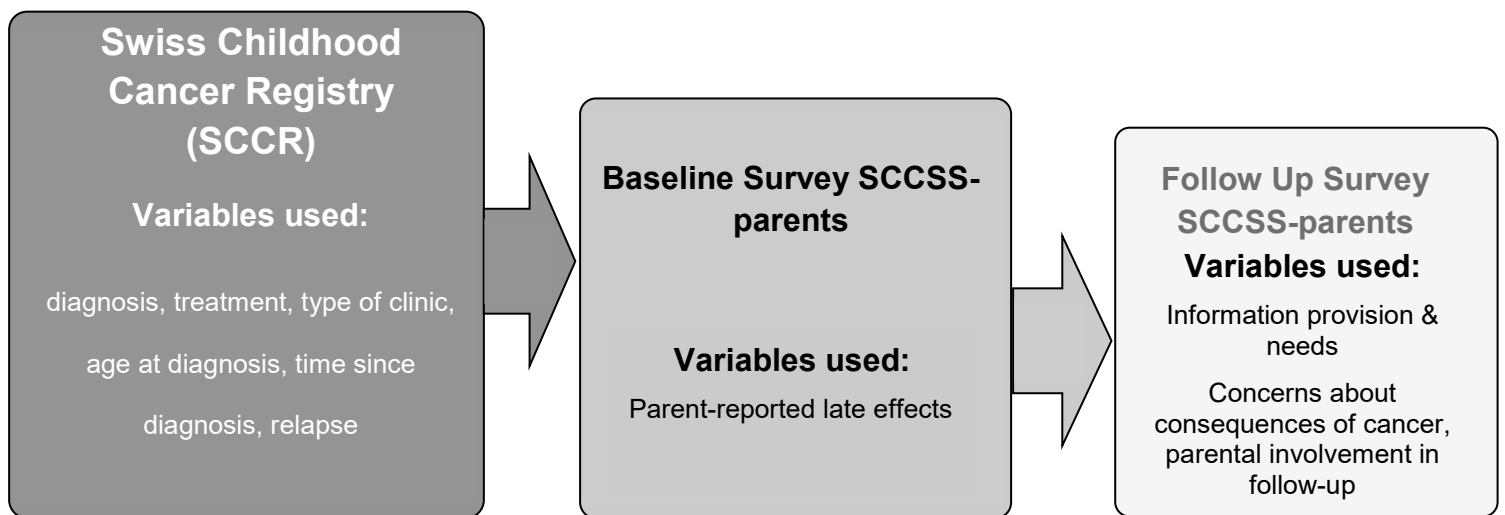 Swiss Childhood
Cancer Registry
(SCCR)
Variables used:
diagnosis, treatment, type of clinic,
age at diagnosis, time since
diagnosis, relapse
Baseline Survey SCCSS-
parents
Variables used:
Parent-reported late effects
Follow Up Survey
SCCSS-parents
Variables used:
Information provision &
needs
Concerns about
consequences of cancer,
parental involvement in
follow-up